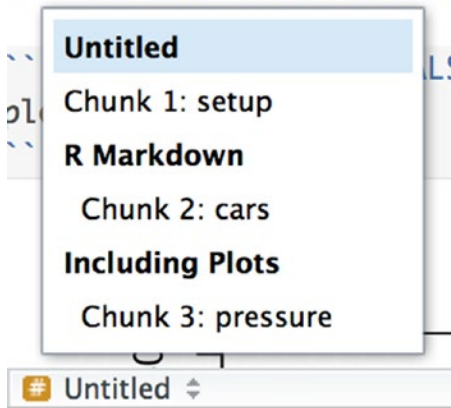 Untitled
Chunk 1: setup
R Markdown
Chunk 2: cars
Including Plots
Chunk 3: pressure
# Untitled